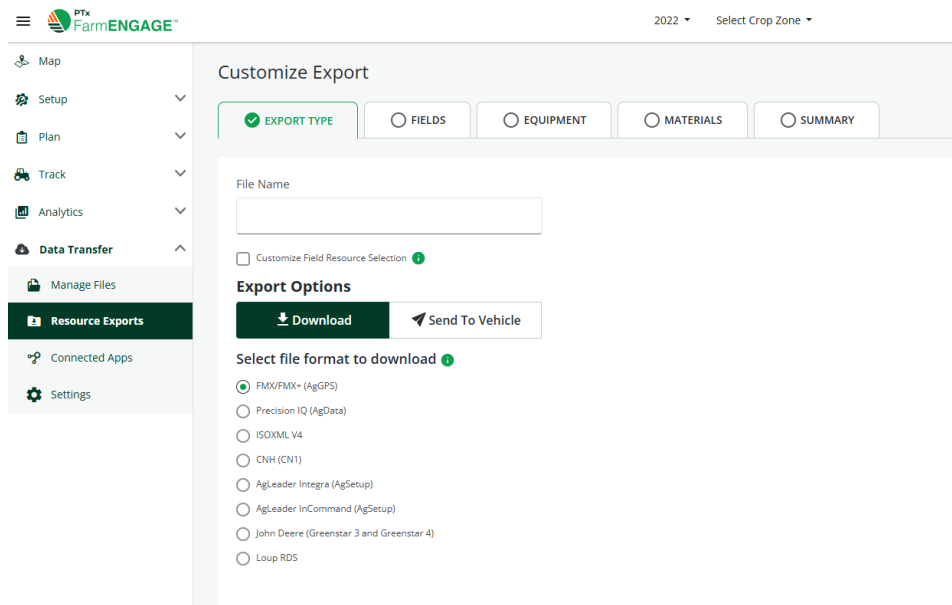 PTx
FarmENGAGE™
2022
Select Crop Zone
Map
Setup
Plan
Track
Analytics
Data Transfer
Manage Files
Resource Exports
Connected Apps
Settings
Customize Export
EXPORT TYPE
FIELDS
EQUIPMENT
MATERIALS
SUMMARY
File Name
Customize Field Resource Selection
Export Options
Download
Send To Vehicle
Select file format to download
FMX/FMX+ (AgGPS)
Precision IQ (AgData)
ISOXML V4
CNH (CN1)
AgLeader Integra (AgSetup)
AgLeader InCommand (AgSetup)
John Deere (Greenstar 3 and Greenstar 4)
Loup RDS